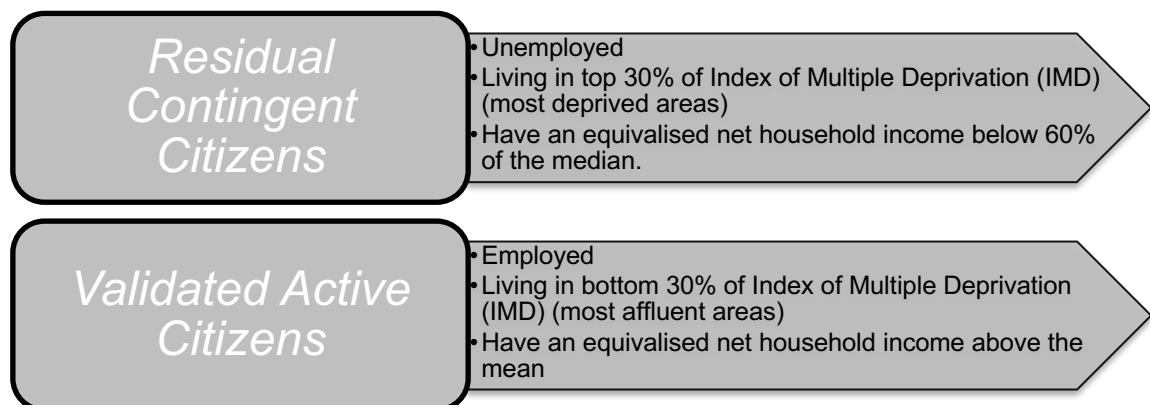 Residual
Contingent
Citizens
•Unemployed
•Living in top 30% of Index of Multiple Deprivation (IMD)
(most deprived areas)
•Have an equivalised net household income below 60%
of the median.
Validated Active
Citizens
•Employed
•Living in bottom 30% of Index of Multiple Deprivation
(IMD) (most affluent areas)
•Have an equivalised net household income above the
mean